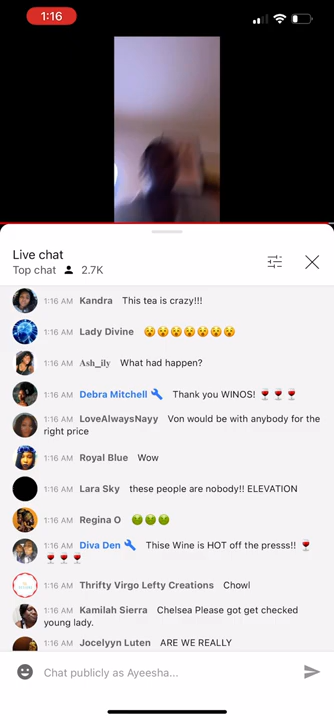 1:16
Live chat
Top chat 2.7K
1:16 AM Kandra This tea is crazy!!!
1:16 AM Lady Divine 😵😵😵😵😵😵😵
1:16 AM Ash_ily What had happen?
1:16 AM Debra Mitchell Thank you WINOS! 🍷🍷🍷
1:16 AM LoveAlwaysNayy Von would be with anybody for the
right price
1:16 AM Royal Blue Wow
1:16 AM Lara Sky these people are nobody!! ELEVATION
1:16 AM Regina O
1:16 AM Diva Den Thise Wine is HOT off the presss!! 🍷
🍷🍷🍷
1:16 AM Thrifty Virgo Lefty Creations Chowl
1:16 AM Kamilah Sierra Chelsea Please got get checked
young lady.
1:16 AM Jocelyyn Luten ARE WE REALLY
Chat publicly as Ayeesha...